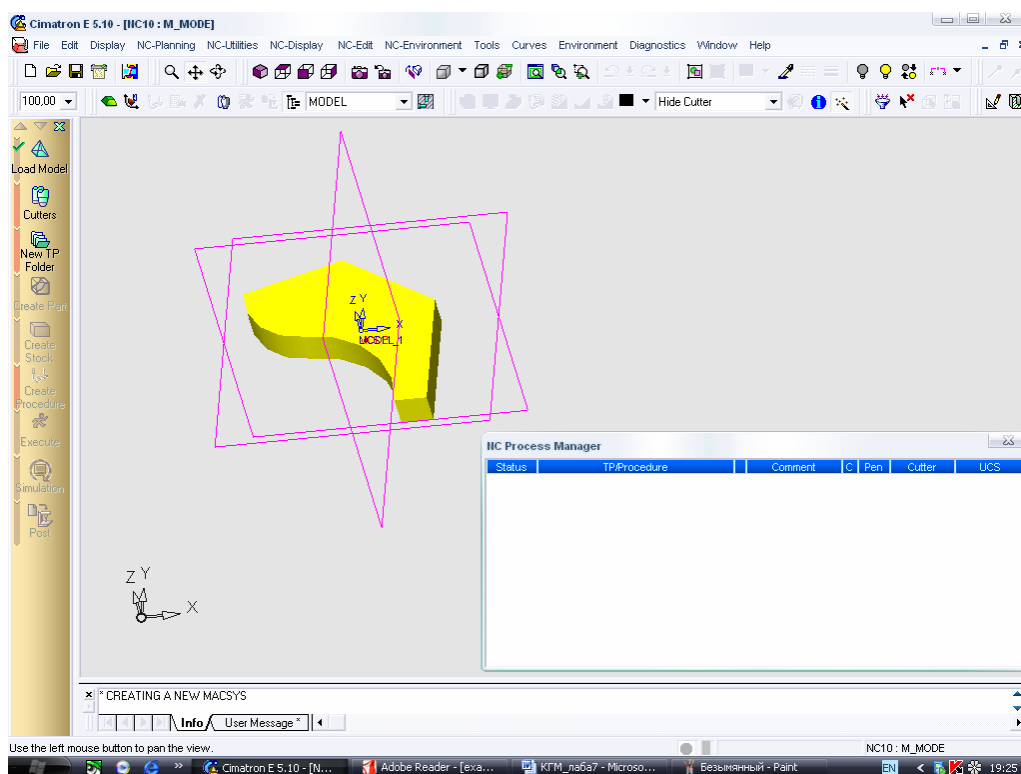 Cimatron E 5.10 - [NC10 : M_MODE]
File Edit Display NC-Planning NC-Utilities NC-Display NC-Edit NC-Environment Tools Curves Environment Diagnostics Window Help
100,00 MODEL Hide Cutter
Load Model
Cutters
New TP
Folder
Create Part
Create
Stock
Create
Procedure
Execute
Simulation
Post
Z Y
X
Z Y
X
NC Process Manager
Status TP/Procedure Comment C Pen Cutter UCS
* CREATING A NEW MACSYS
Info User Message *
Use the left mouse button to pan the view. NC10 : M_MODE
Cimatron E 5.10 - [N... Adobe Reader - [exa... КГМ_лаба7 - Microso... Безымянный - Paint EN 19:25